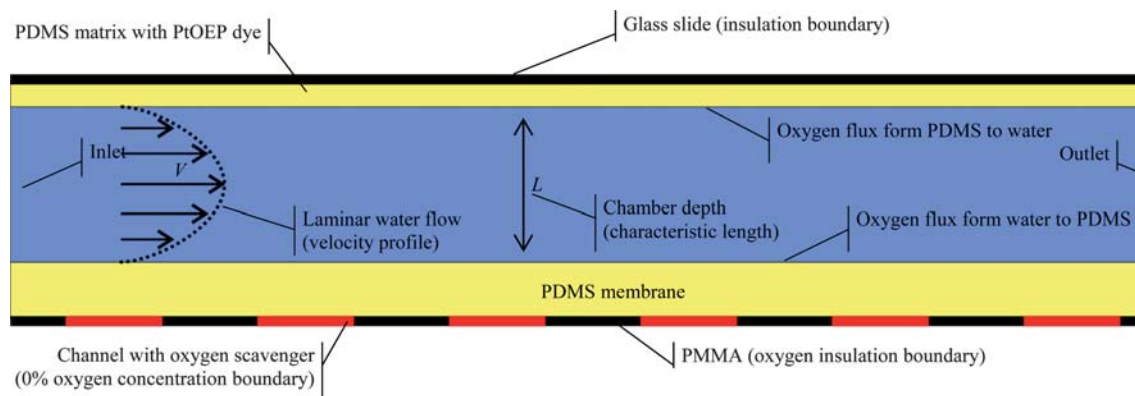 Glass slide (insulation boundary)
PDMS matrix with PtOEP dye
Oxygen flux form PDMS to water
Inlet
V
L
Outlet
Laminar water flow
(velocity profile)
Chamber depth
(characteristic length)
Oxygen flux form water to PDMS
PDMS membrane
Channel with oxygen scavenger
(0% oxygen concentration boundary)
PMMA (oxygen insulation boundary)